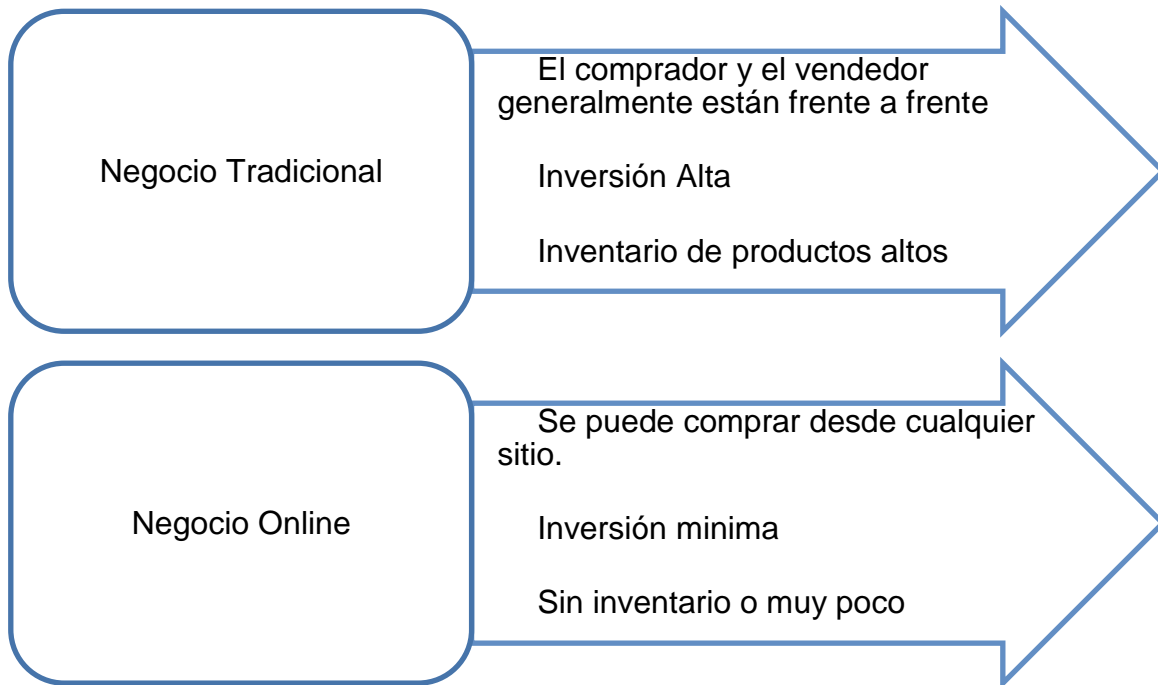 Negocio Tradicional
El comprador y el vendedor
generalmente están frente a frente
Inversión Alta
Inventario de productos altos
Negocio Online
Se puede comprar desde cualquier
sitio.
Inversión minima
Sin inventario o muy poco